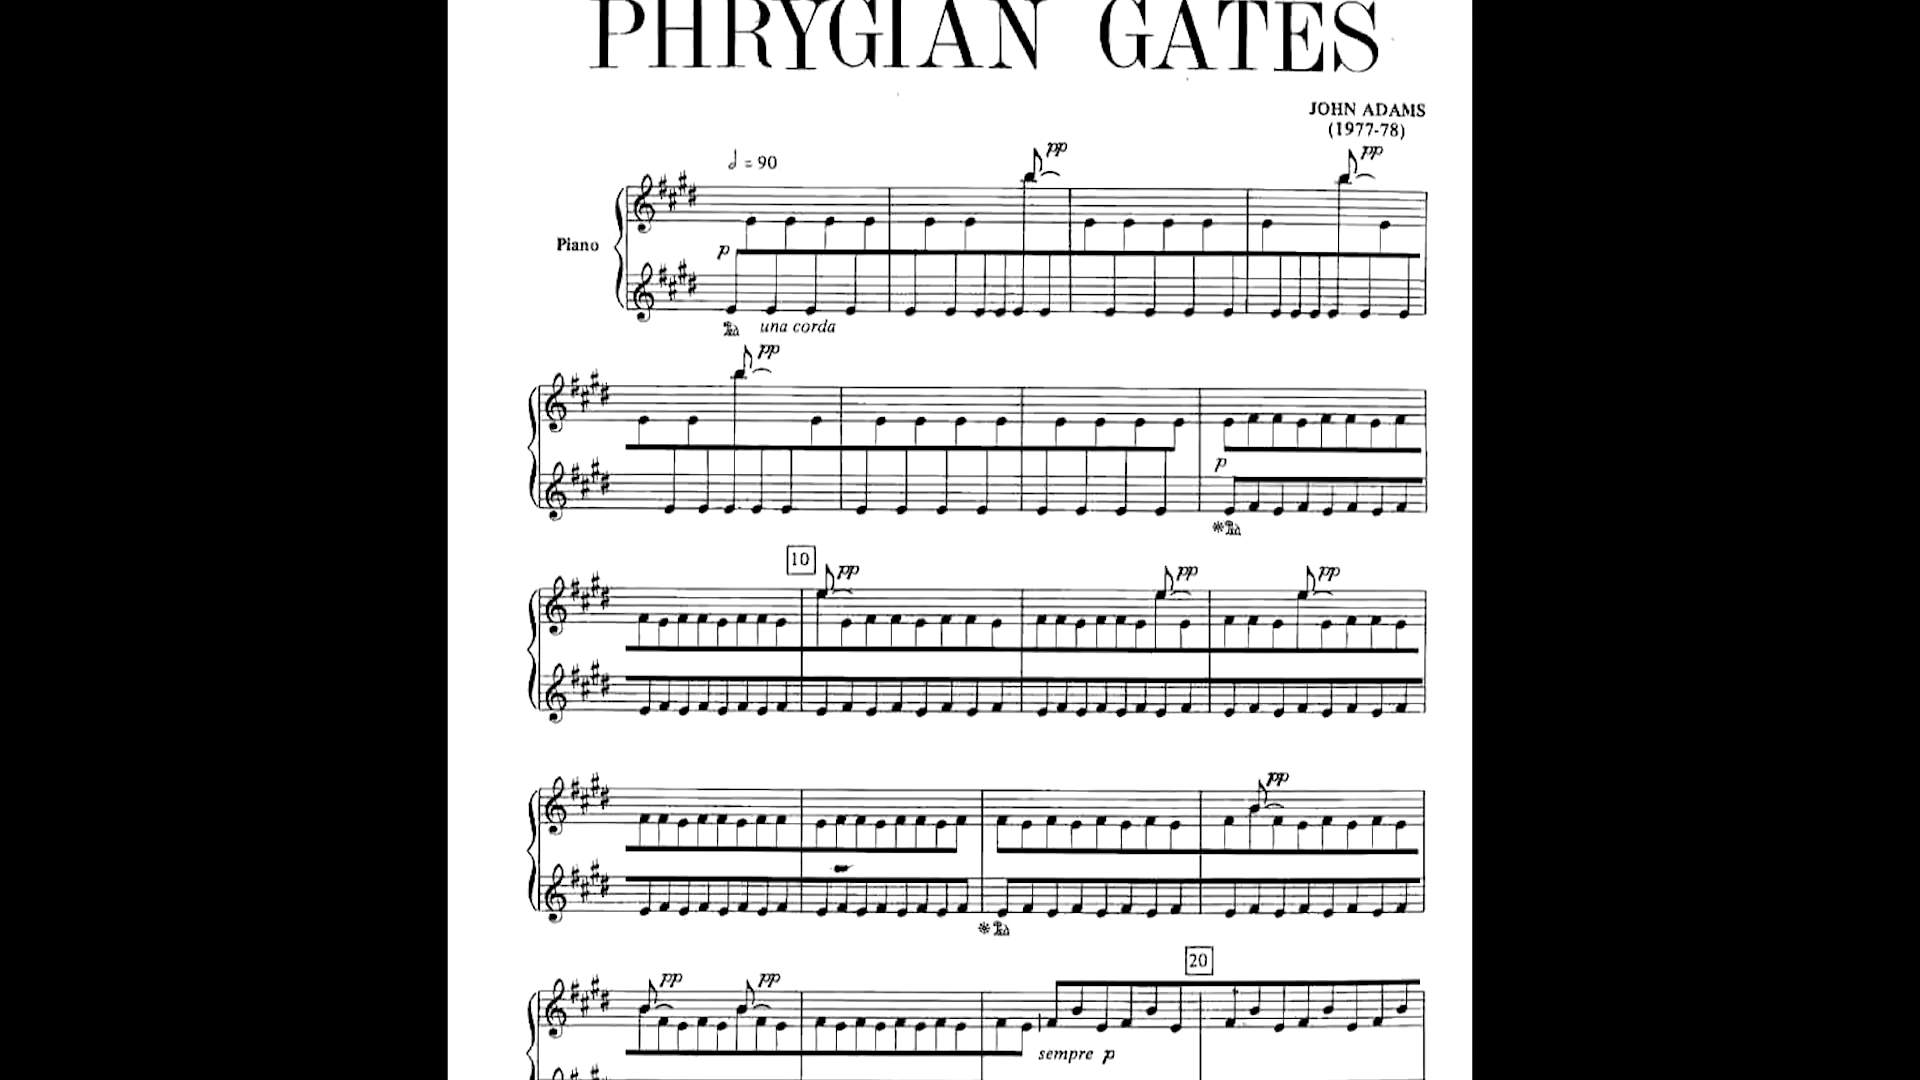 PHRYGIAN GATES
JOHN ADAMS
(1977-78)
= 90
pp
pp
Piano
p
una corda
pp
p
10
pp
pp
pp
pp
20
pp
pp
sempre p